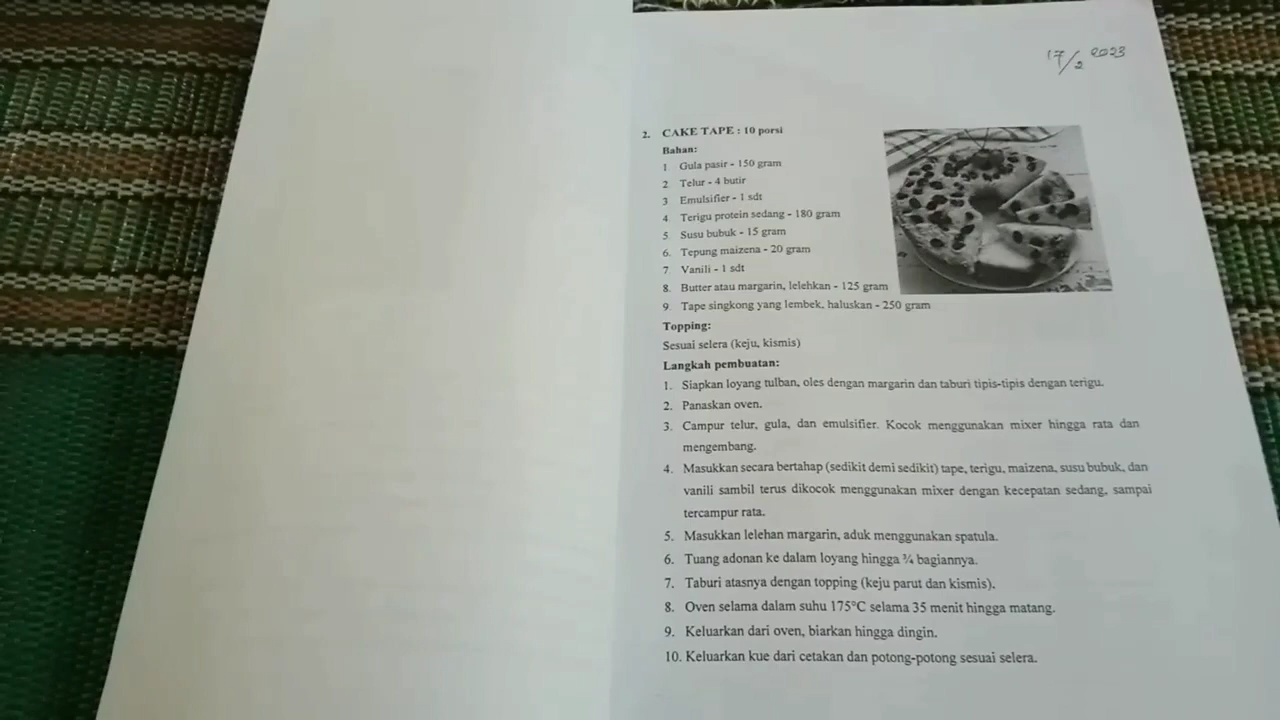 17/2 2023
2. CAKE TAPE : 10 porsi
Bahan:
1 Gula pasir - 150 gram
2 Telur - 4 butir
3 Emulsifier - 1 sdt
4 Terigu protein sedang - 180 gram
5 Susu bubuk - 15 gram
6. Tepung maizena - 20 gram
7 Vanili - 1 sdt
8. Butter atau margarin, lelehkan - 125 gram
9. Tape singkong yang lembek, haluskan - 250 gram
Topping:
Sesuai selera (keju, kismis)
Langkah pembuatan:
1. Siapkan loyang tulban, oles dengan margarin dan taburi tipis-tipis dengan terigu.
2. Panaskan oven.
3. Campur telur, gula, dan emulsifier. Kocok menggunakan mixer hingga rata dan
mengembang.
4. Masukkan secara bertahap (sedikit demi sedikit) tape, terigu, maizena, susu bubuk, dan
vanili sambil terus dikocok menggunakan mixer dengan kecepatan sedang, sampai
tercampur rata.
5. Masukkan lelehan margarin, aduk menggunakan spatula.
6. Tuang adonan ke dalam loyang hingga ¾ bagiannya.
7. Taburi atasnya dengan topping (keju parut dan kismis).
8. Oven selama dalam suhu 175°C selama 35 menit hingga matang.
9. Keluarkan dari oven, biarkan hingga dingin.
10. Keluarkan kue dari cetakan dan potong-potong sesuai selera.